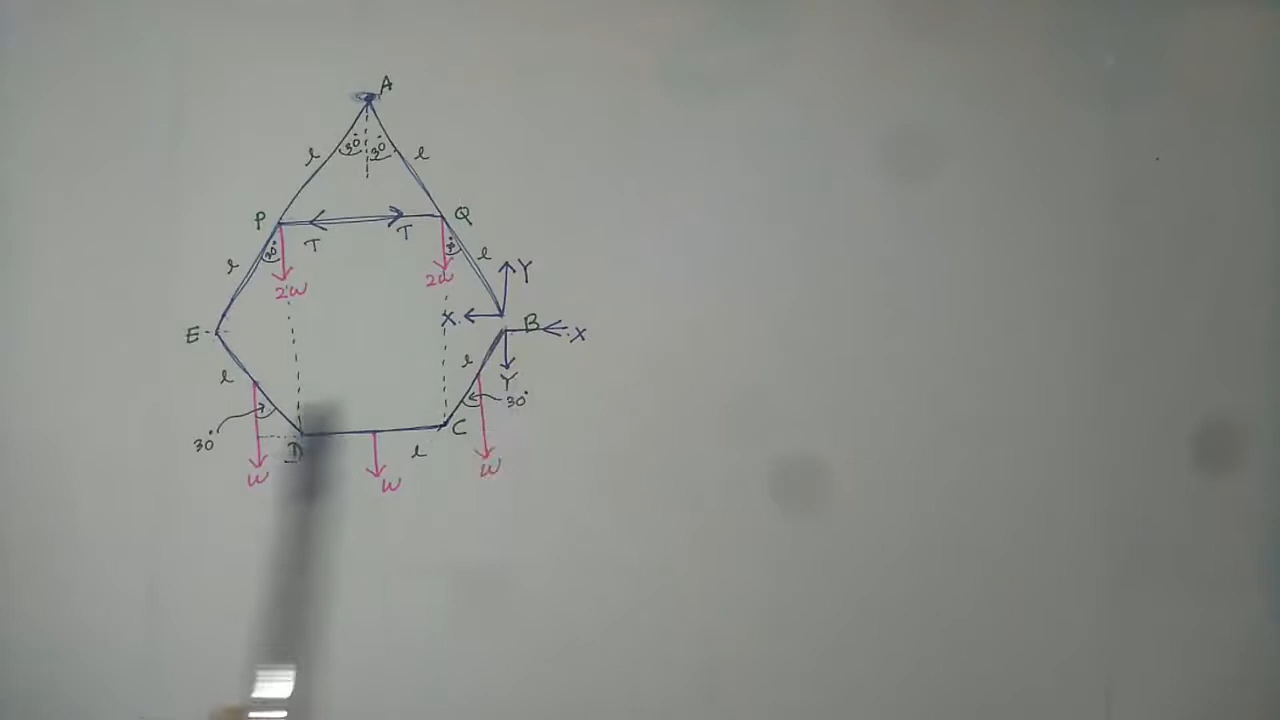 A
30° 30°
l l
P Q
T T
30° 30°
l l
2W 2W
Y
E X B X
l l Y
30° 30°
D C
l
W W W